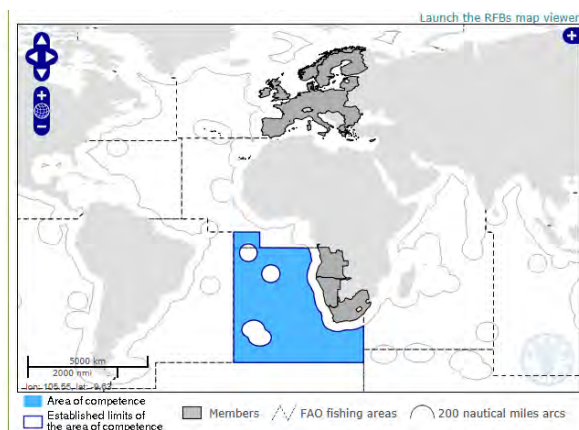 Launch the RFBs map viewer
5000 km
2000 nmi
Area of competence
Established limits of
the area of competence
Members
FAO fishing areas
200 nautical miles arcs